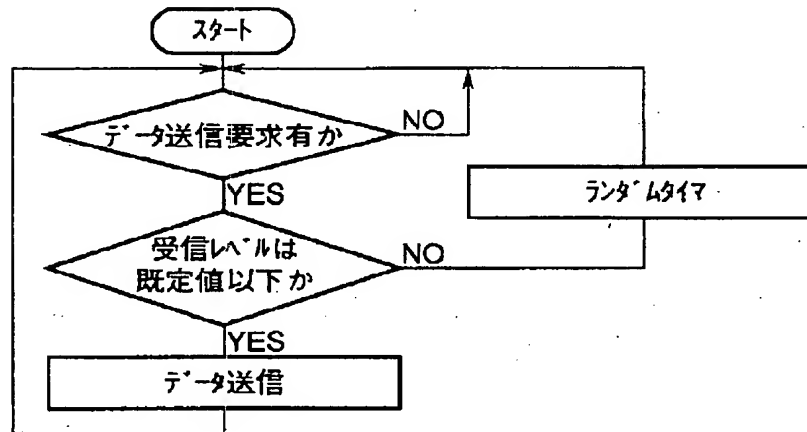 スタート
データ送信要求有か
NO
YES
ランダムタイマ
受信レベルは
既定値以下か
NO
YES
データ送信